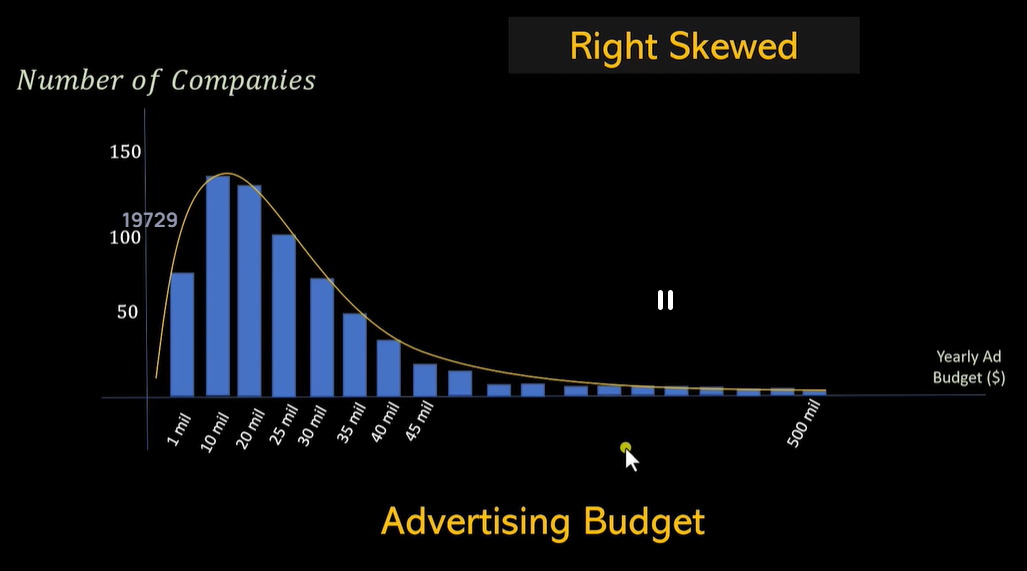 Right Skewed
Number of Companies
150
19729
100
50
Yearly Ad
Budget ($)
1 mil
10 mil
20 mil
25 mil
30 mil
35 mil
40 mil
45 mil
500 mil
Advertising Budget